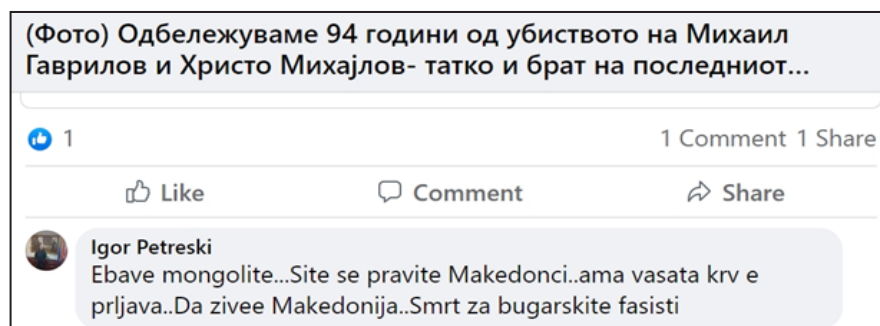 (Фото) Одбележуваме 94 години од убиството на Михаил
Гаврилов и Христо Михајлов- татко и брат на последниот...
1
1 Comment 1 Share
Like Comment Share
Igor Petreski
Ebave mongolite...Site se pravite Makedonci..ama vasata krv e
prljava..Da zivee Makedonija..Smrt za bugarskite fasisti